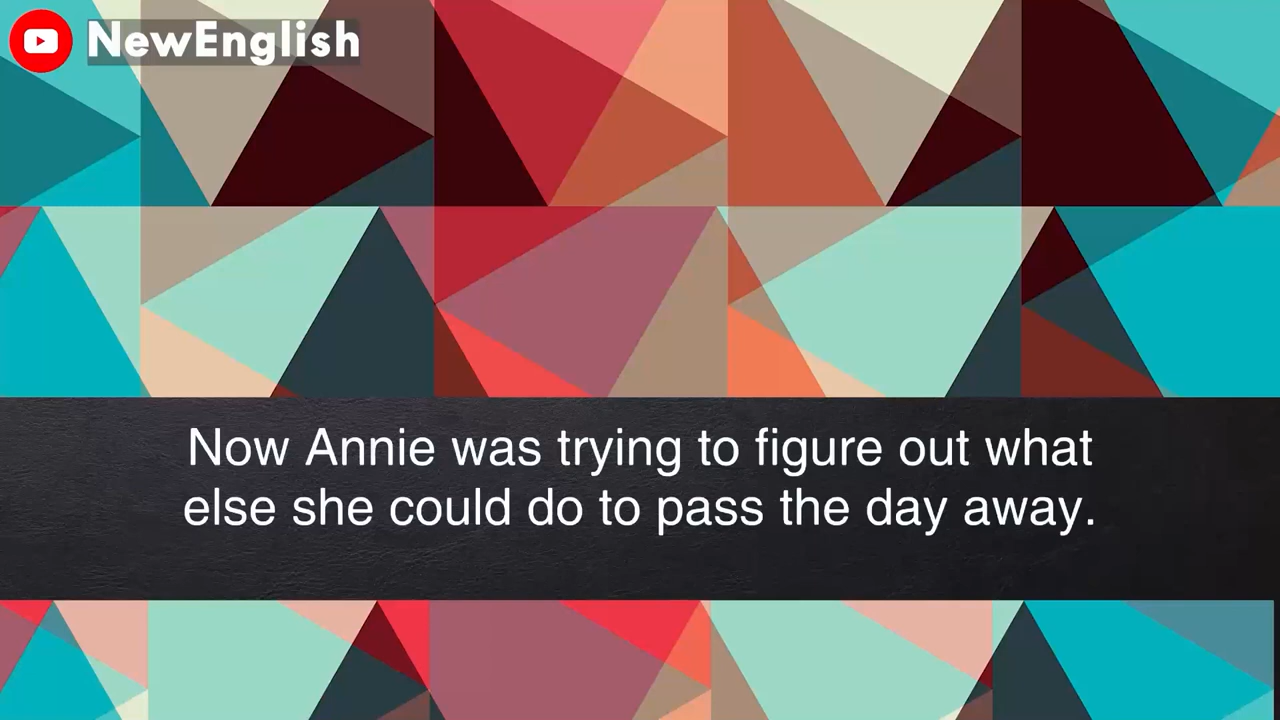 NewEnglish
Now Annie was trying to figure out what
else she could do to pass the day away.